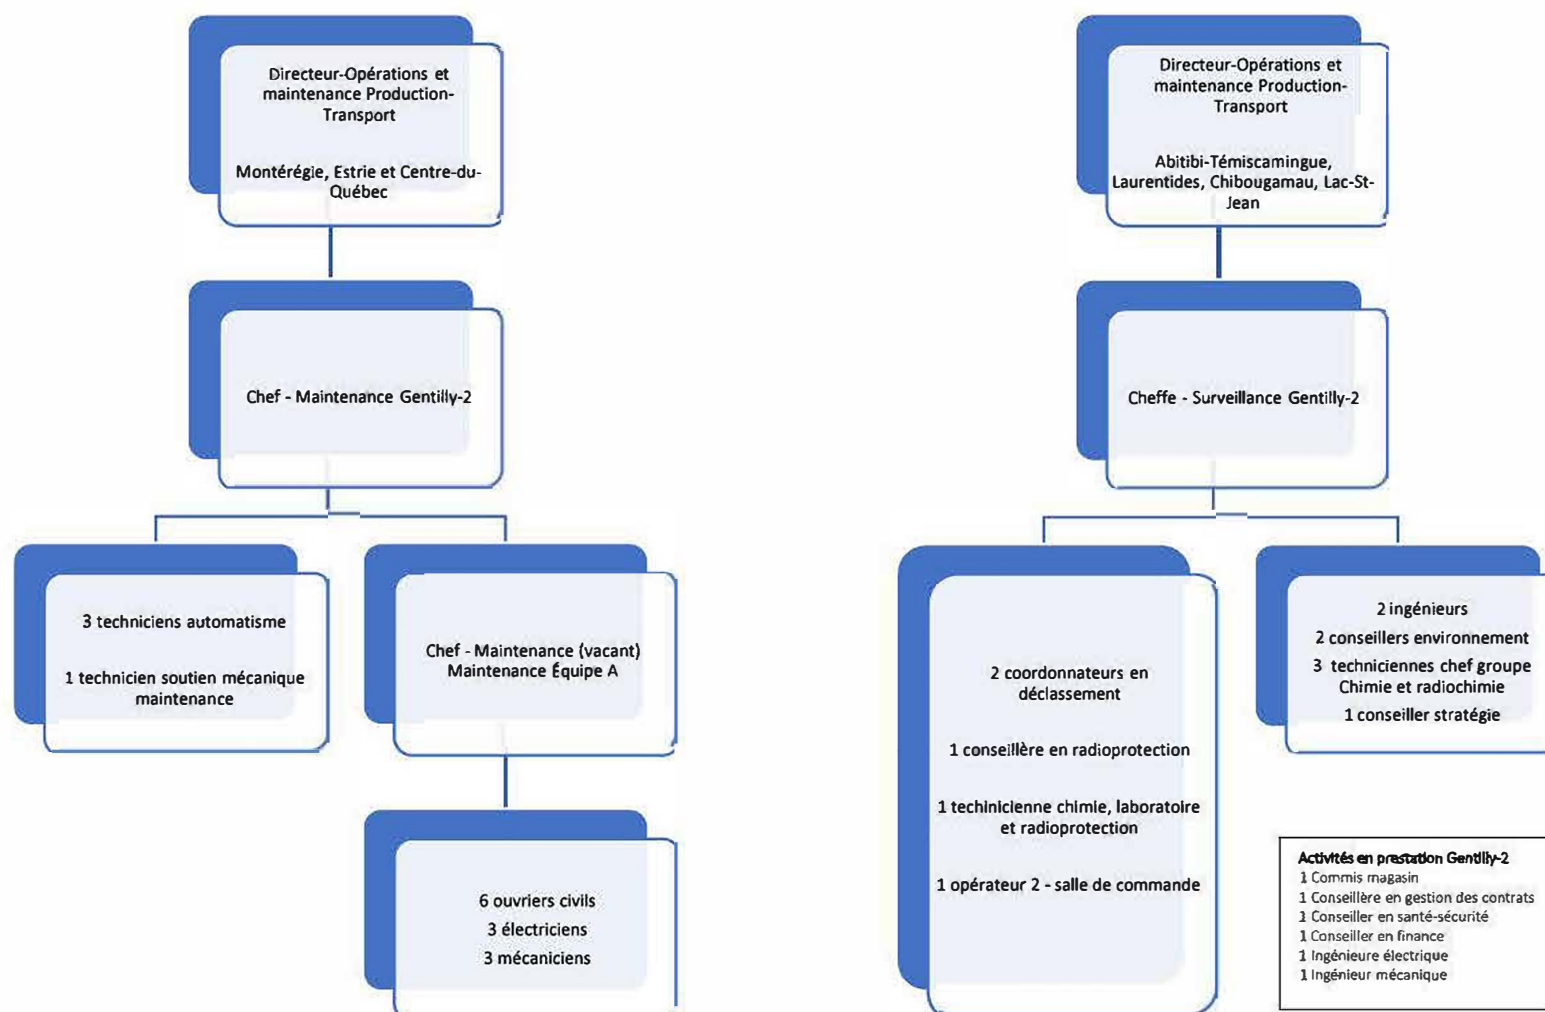 Directeur-Opérations et
maintenance Production-
Transport
Montérégie, Estrie et Centre-du-
Québec
Chef - Maintenance Gentilly-2
3 techniciens automatisme
1 technicien soutien mécanique
maintenance
Chef - Maintenance (vacant)
Maintenance Équipe A
6 ouvriers civils
3 électriciens
3 mécaniciens
Directeur-Opérations et
maintenance Production-
Transport
Abitibi-Témiscamingue,
Laurentides, Chibougamau, Lac-St-
Jean
Cheffe - Surveillance Gentilly-2
2 coordonnateurs en
déclassement
1 conseillère en radioprotection
1 techinicienne chimie, laboratoire
et radioprotection
1 opérateur 2 - salle de commande
2 ingénieurs
2 conseillers environnement
3 techniciennes chef groupe
Chimie et radiochimie
1 conseiller stratégie
Activités en prestation Gentilly-2
1 Commis magasin
1 Conseillère en gestion des contrats
1 Conseiller en santé-sécurité
1 Conseiller en finance
1 Ingénieure électrique
1 Ingénieur mécanique